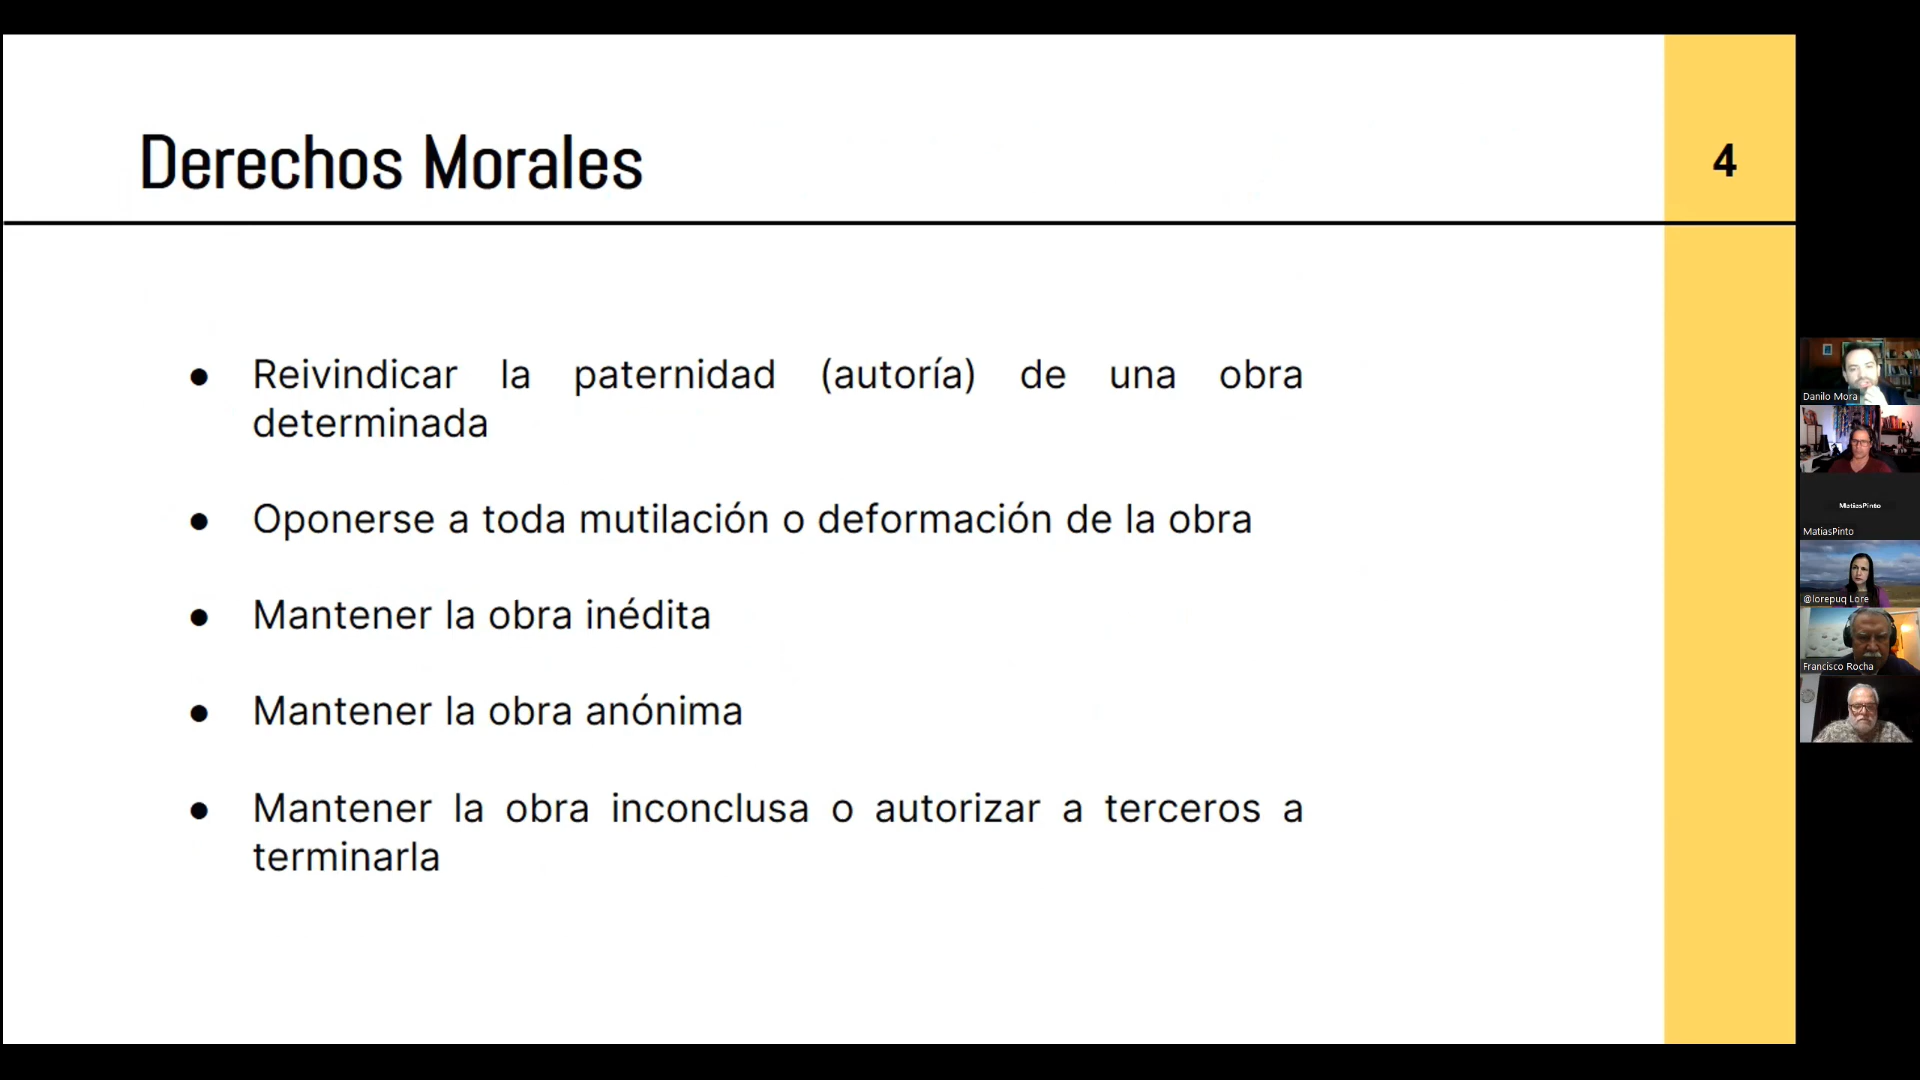 Derechos Morales
4
● Reivindicar la paternidad (autoría) de una obra
determinada
● Oponerse a toda mutilación o deformación de la obra
● Mantener la obra inédita
● Mantener la obra anónima
● Mantener la obra inconclusa o autorizar a terceros a
terminarla
Danilo Mora
MatiasPinto
MatiasPinto
@lorepuq Lore
Francisco Rocha